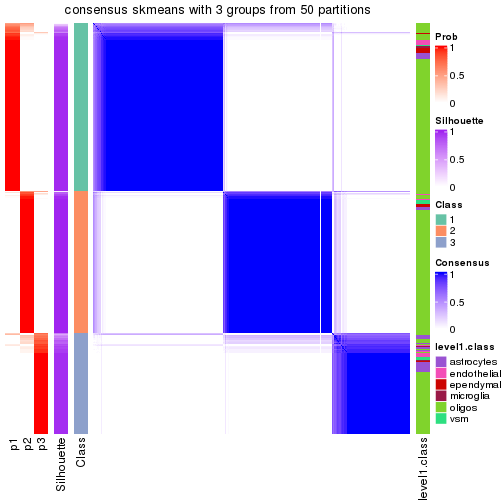 consensus skmeans with 3 groups from 50 partitions
Prob
1
0.5
0
Silhouette
1
0.5
0
Class
1
2
3
Consensus
1
0.5
0
level1.class
astrocytes
endothelial
ependymal
microglia
oligos
vsm
p1
p2
p3
Silhouette
Class
level1.class